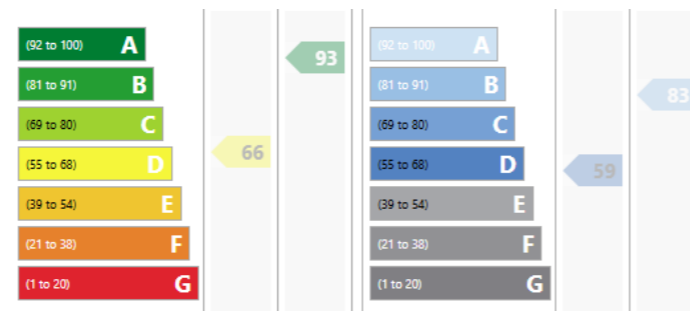 (92 to 100) A
93
(81 to 91) B
(69 to 80) C
66
(55 to 68) D
(39 to 54) E
(21 to 38) F
(1 to 20) G
(92 to 100) A
(81 to 91) B
83
(69 to 80) C
(55 to 68) D
59
(39 to 54) E
(21 to 38) F
(1 to 20) G